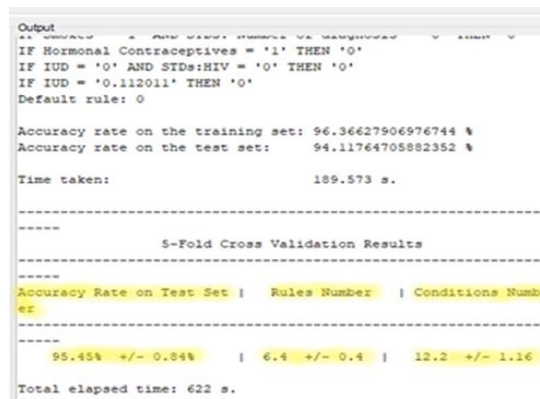 Output
IF Hormonal Contraceptives = '1' THEN '0'
IF IUD = '0' AND STDs:HIV = '0' THEN '0'
IF IUD = '0.112011' THEN '0'
Default rule: 0
Accuracy rate on the training set: 96.36627906976744 %
Accuracy rate on the test set: 94.11764705882352 %
Time taken: 189.573 s.
-----
5-Fold Cross Validation Results
-----
Accuracy Rate on Test Set | Rules Number | Conditions Numb
er
-----
95.45% +/- 0.84% | 6.4 +/- 0.4 | 12.2 +/- 1.16
Total elapsed time: 622 s.